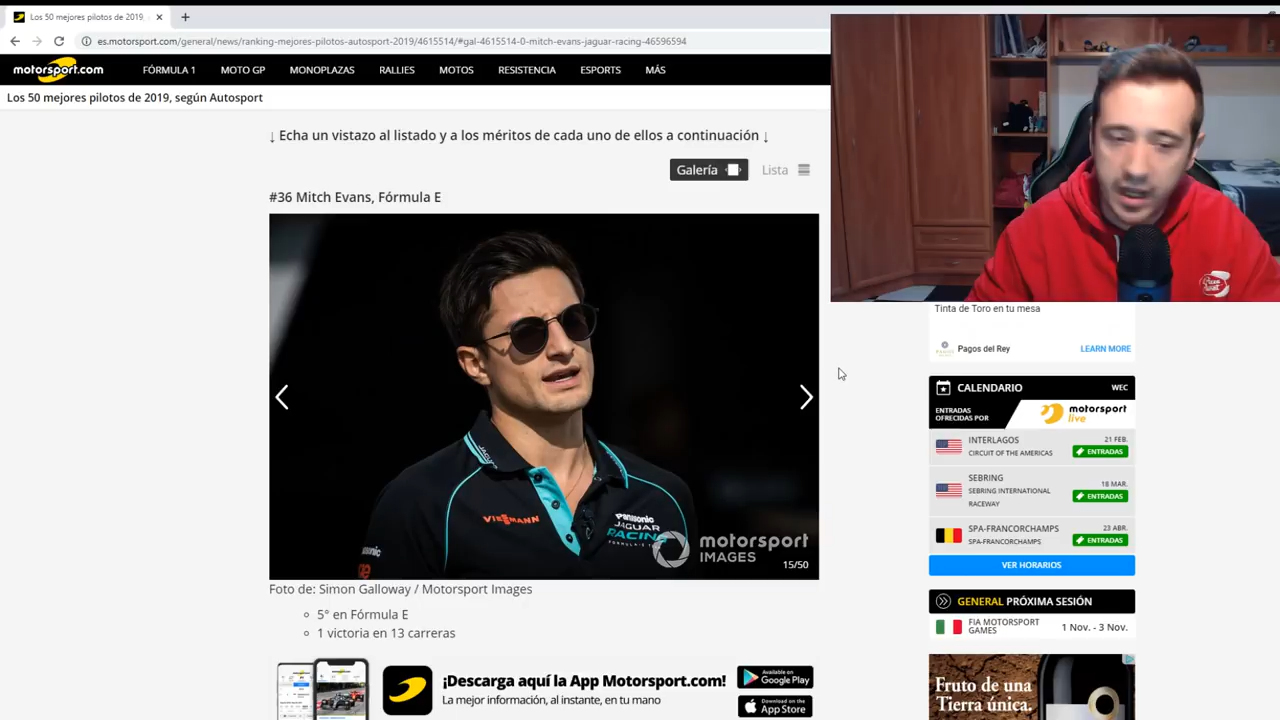 Los 50 mejores pilotos de 2019,
es.motorsport.com/general/news/ranking-mejores-pilotos-autosport-2019/4615514/#gal-4615514-0-mitch-evans-jaguar-racing-46596594
motorsport.com
FÓRMULA 1 MOTO GP MONOPLAZAS RALLIES MOTOS RESISTENCIA ESPORTS MÁS
Los 50 mejores pilotos de 2019, según Autosport
↓ Echa un vistazo al listado y a los méritos de cada uno de ellos a continuación ↓
Galería Lista
#36 Mitch Evans, Fórmula E
VIESMANN
Panasonic
JAGUAR
RACING
motorsport
IMAGES
15/50
Foto de: Simon Galloway / Motorsport Images
5° en Fórmula E
1 victoria en 13 carreras
¡Descarga aquí la App Motorsport.com!
La mejor información, al instante, en tu mano
Available on
Google Play
Download on the
App Store
Tinta de Toro en tu mesa
Pagos del Rey LEARN MORE
CALENDARIO WEC
ENTRADAS
OFRECIDAS POR
motorsport
live
INTERLAGOS 21 FEB.
CIRCUIT OF THE AMERICAS ENTRADAS
SEBRING 18 MAR.
SEBRING INTERNATIONAL
RACEWAY ENTRADAS
SPA-FRANCORCHAMPS 23 ABR.
SPA-FRANCORCHAMPS ENTRADAS
VER HORARIOS
GENERAL PRÓXIMA SESIÓN
FIA MOTORSPORT
GAMES 1 Nov. - 3 Nov.
Fruto de una
Tierra única.